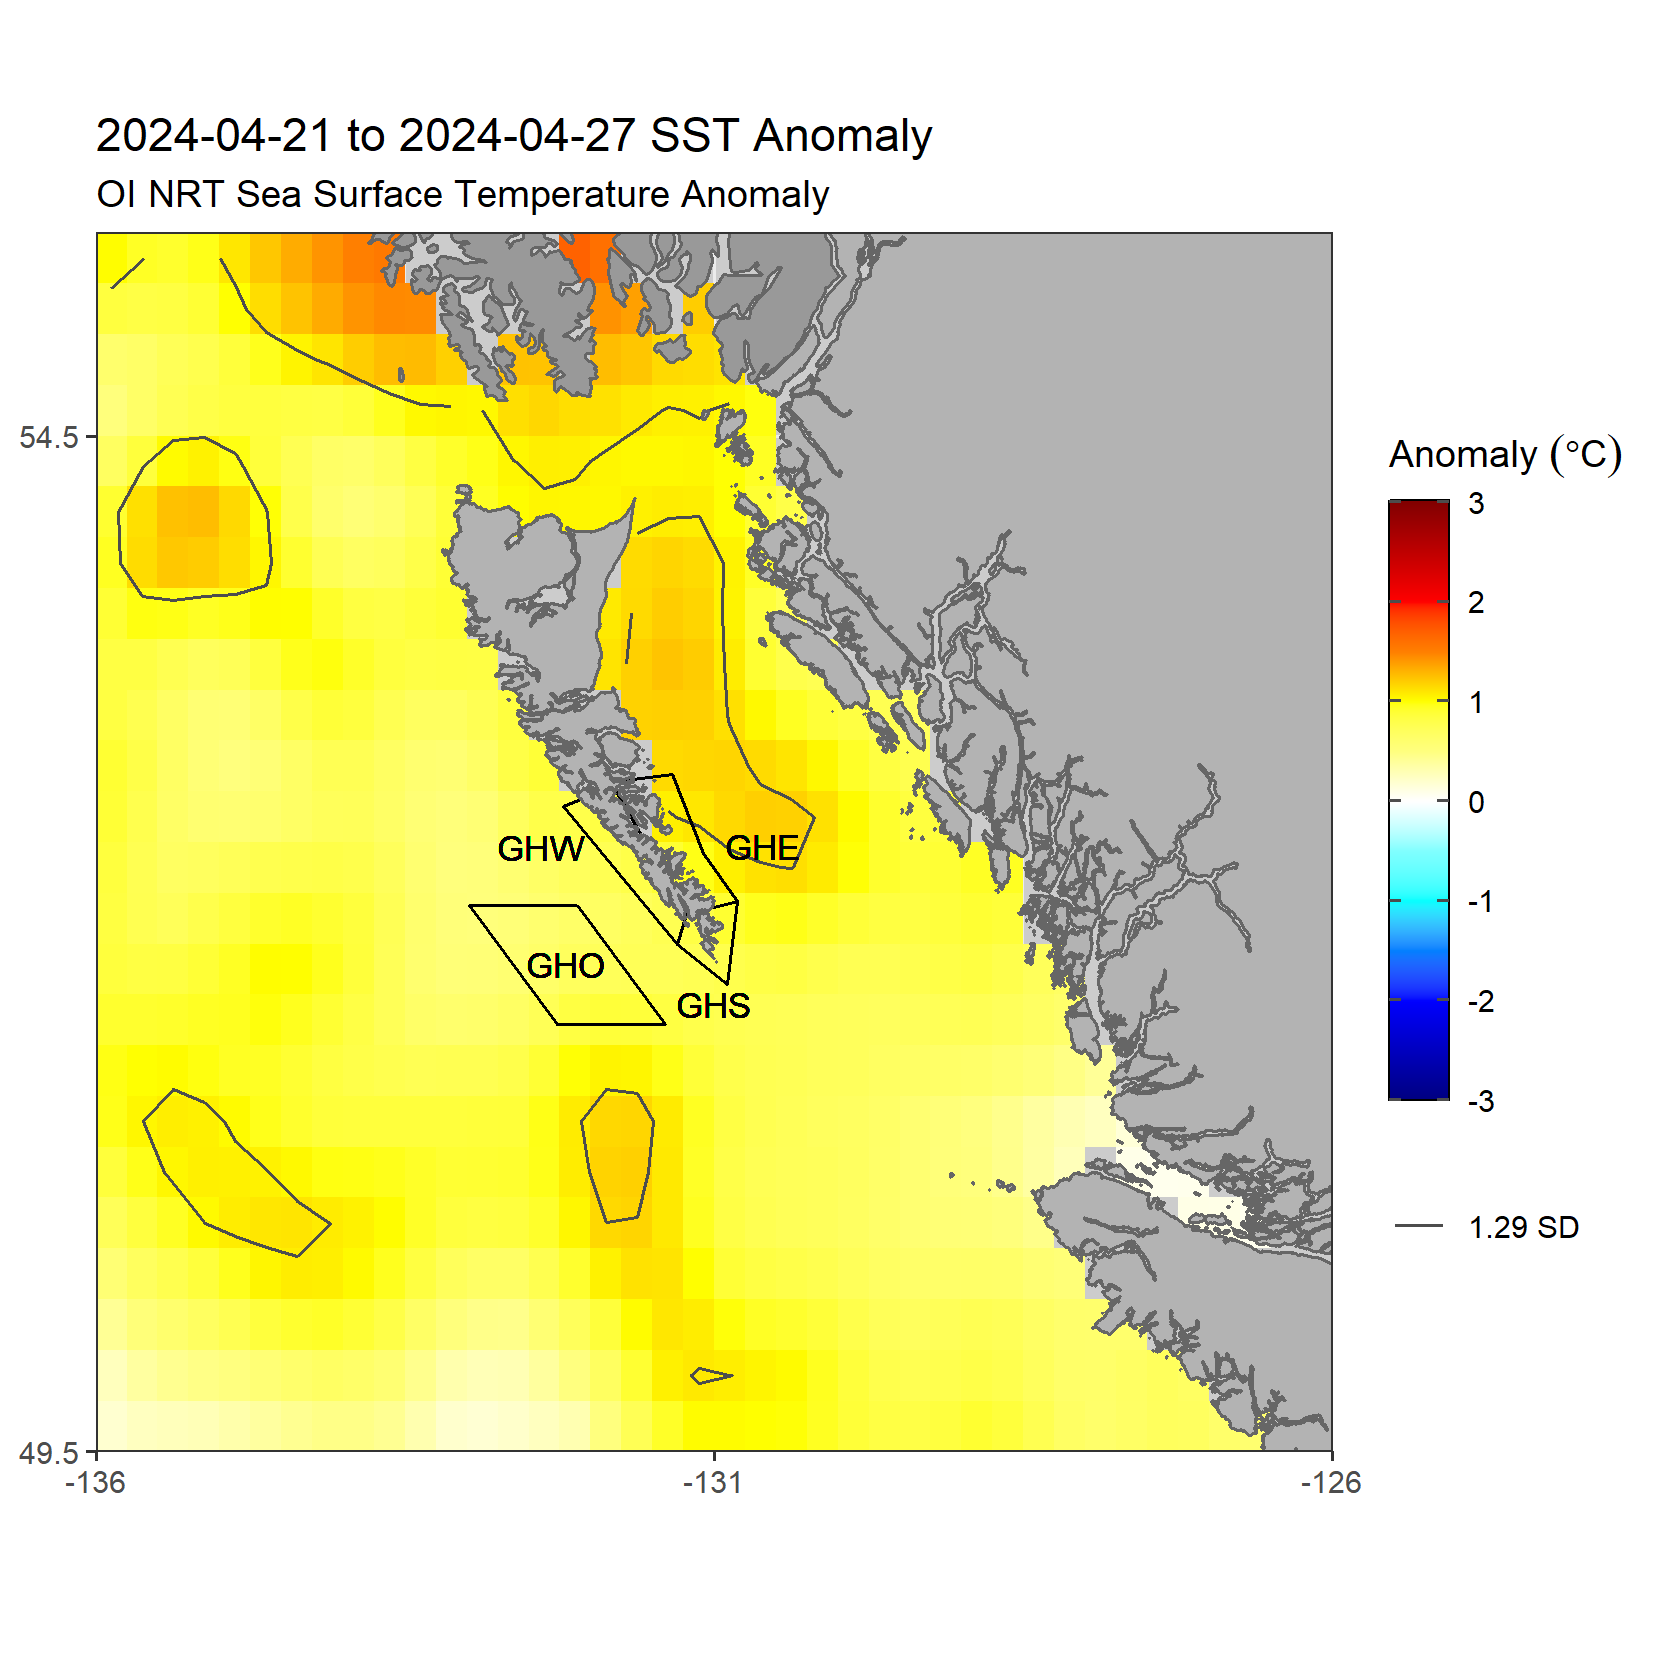 2024-04-21 to 2024-04-27 SST Anomaly
OI NRT Sea Surface Temperature Anomaly
54.5
49.5
-136
-131
-126
GHW
GHE
GHO
GHS
Anomaly (°C)
3
2
1
0
-1
-2
-3
1.29 SD